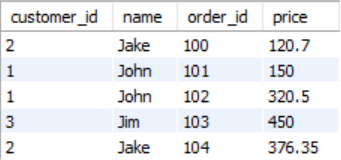 customer_id name order_id price
2 Jake 100 120.7
1 John 101 150
1 John 102 320.5
3 Jim 103 450
2 Jake 104 376.35